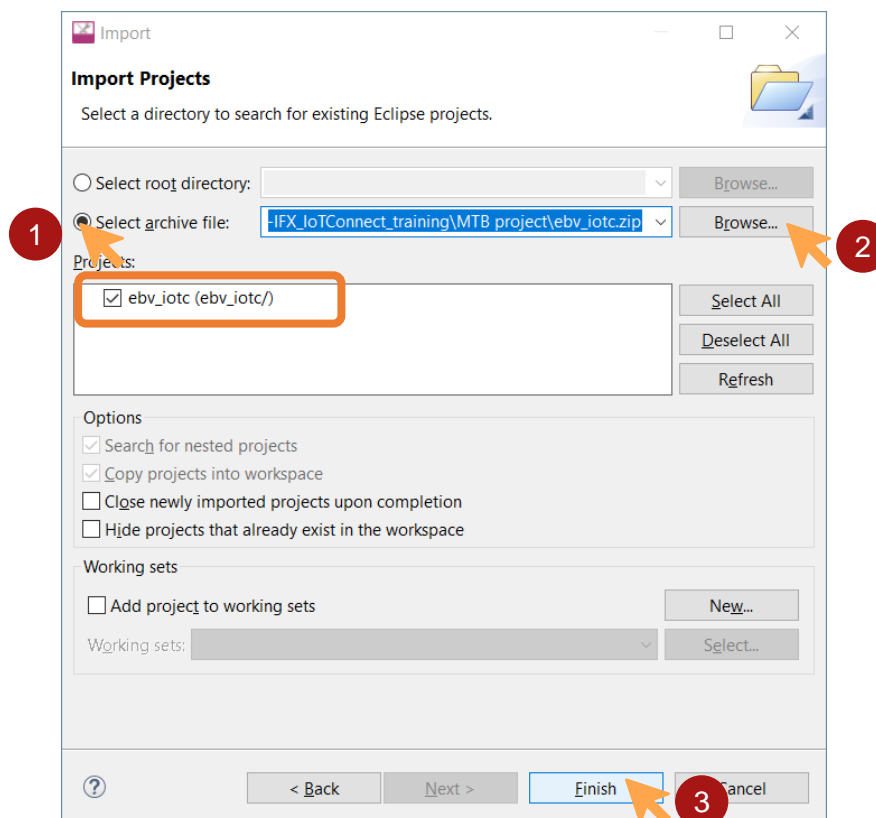 Import
Import Projects
Select a directory to search for existing Eclipse projects.
Select root directory:
Browse...
1
Select archive file:
-IFX_IoTConnect_training\MTB project\ebv_iotc.zip
Browse...
2
Projects:
ebv_iotc (ebv_iotc/)
Select All
Deselect All
Refresh
Options
Search for nested projects
Copy projects into workspace
Close newly imported projects upon completion
Hide projects that already exist in the workspace
Working sets
Add project to working sets
New...
Working sets:
Select...
?
< Back
Next >
Finish
3
Cancel